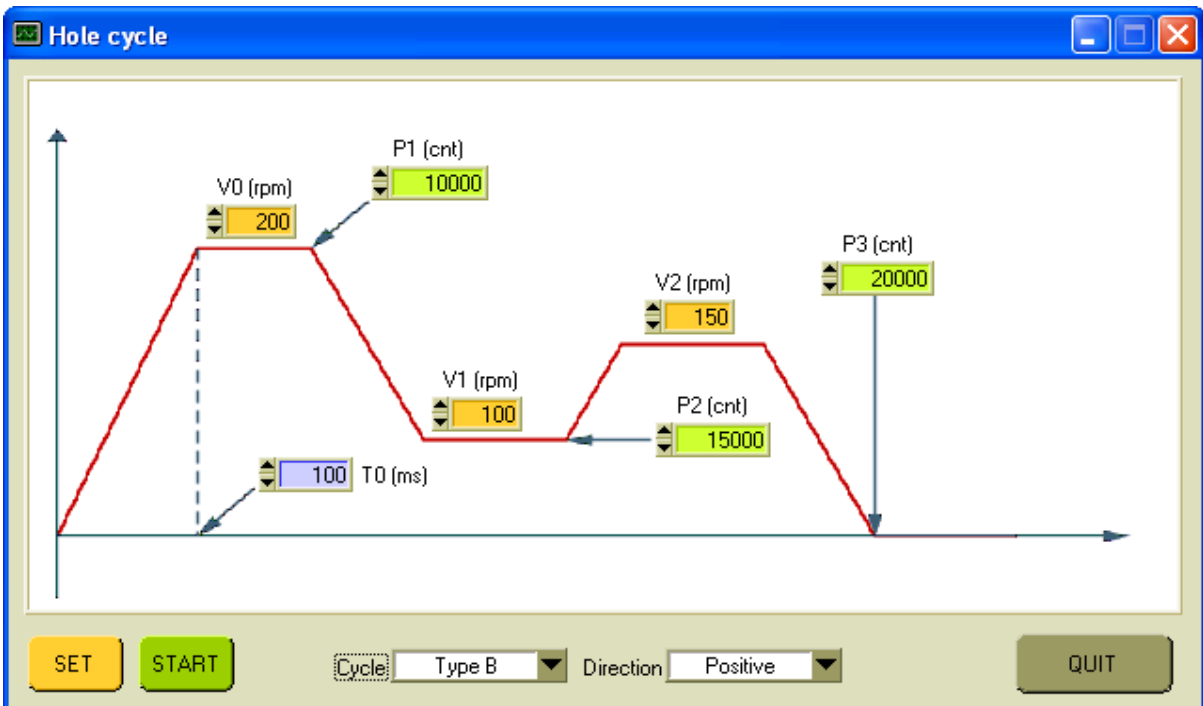 Hole cycle
P1 (cnt)
10000
V0 (rpm)
200
P3 (cnt)
20000
V2 (rpm)
150
V1 (rpm)
100
P2 (cnt)
15000
100 T0 (ms)
SET START Cycle Type B Direction Positive QUIT